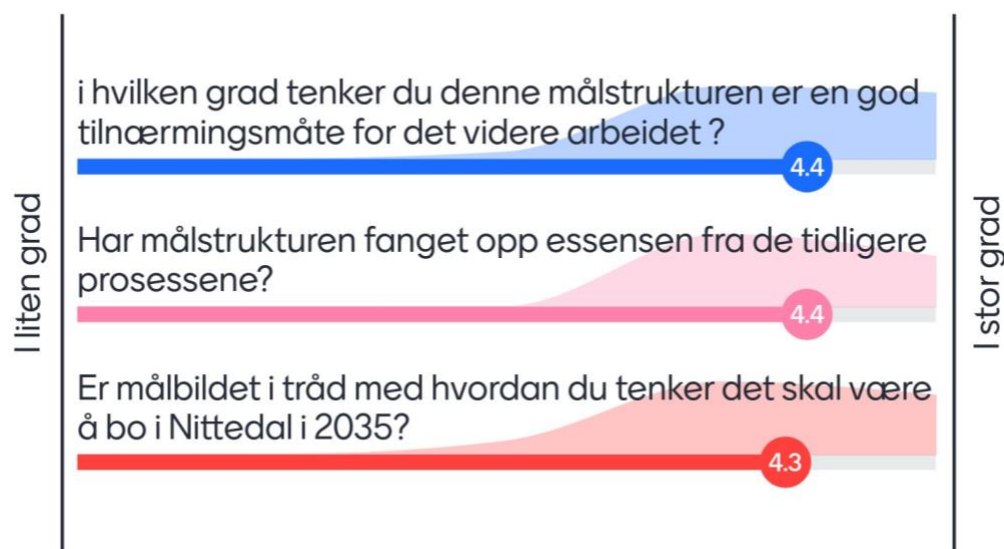 i hvilken grad tenker du denne målstrukturen er en god
tilnærmingsmåte for det videre arbeidet ?
4.4
Har målstrukturen fanget opp essensen fra de tidligere
prosessene?
4.4
Er målbildet i tråd med hvordan du tenker det skal være
å bo i Nittedal i 2035?
4.3
I liten grad
I stor grad